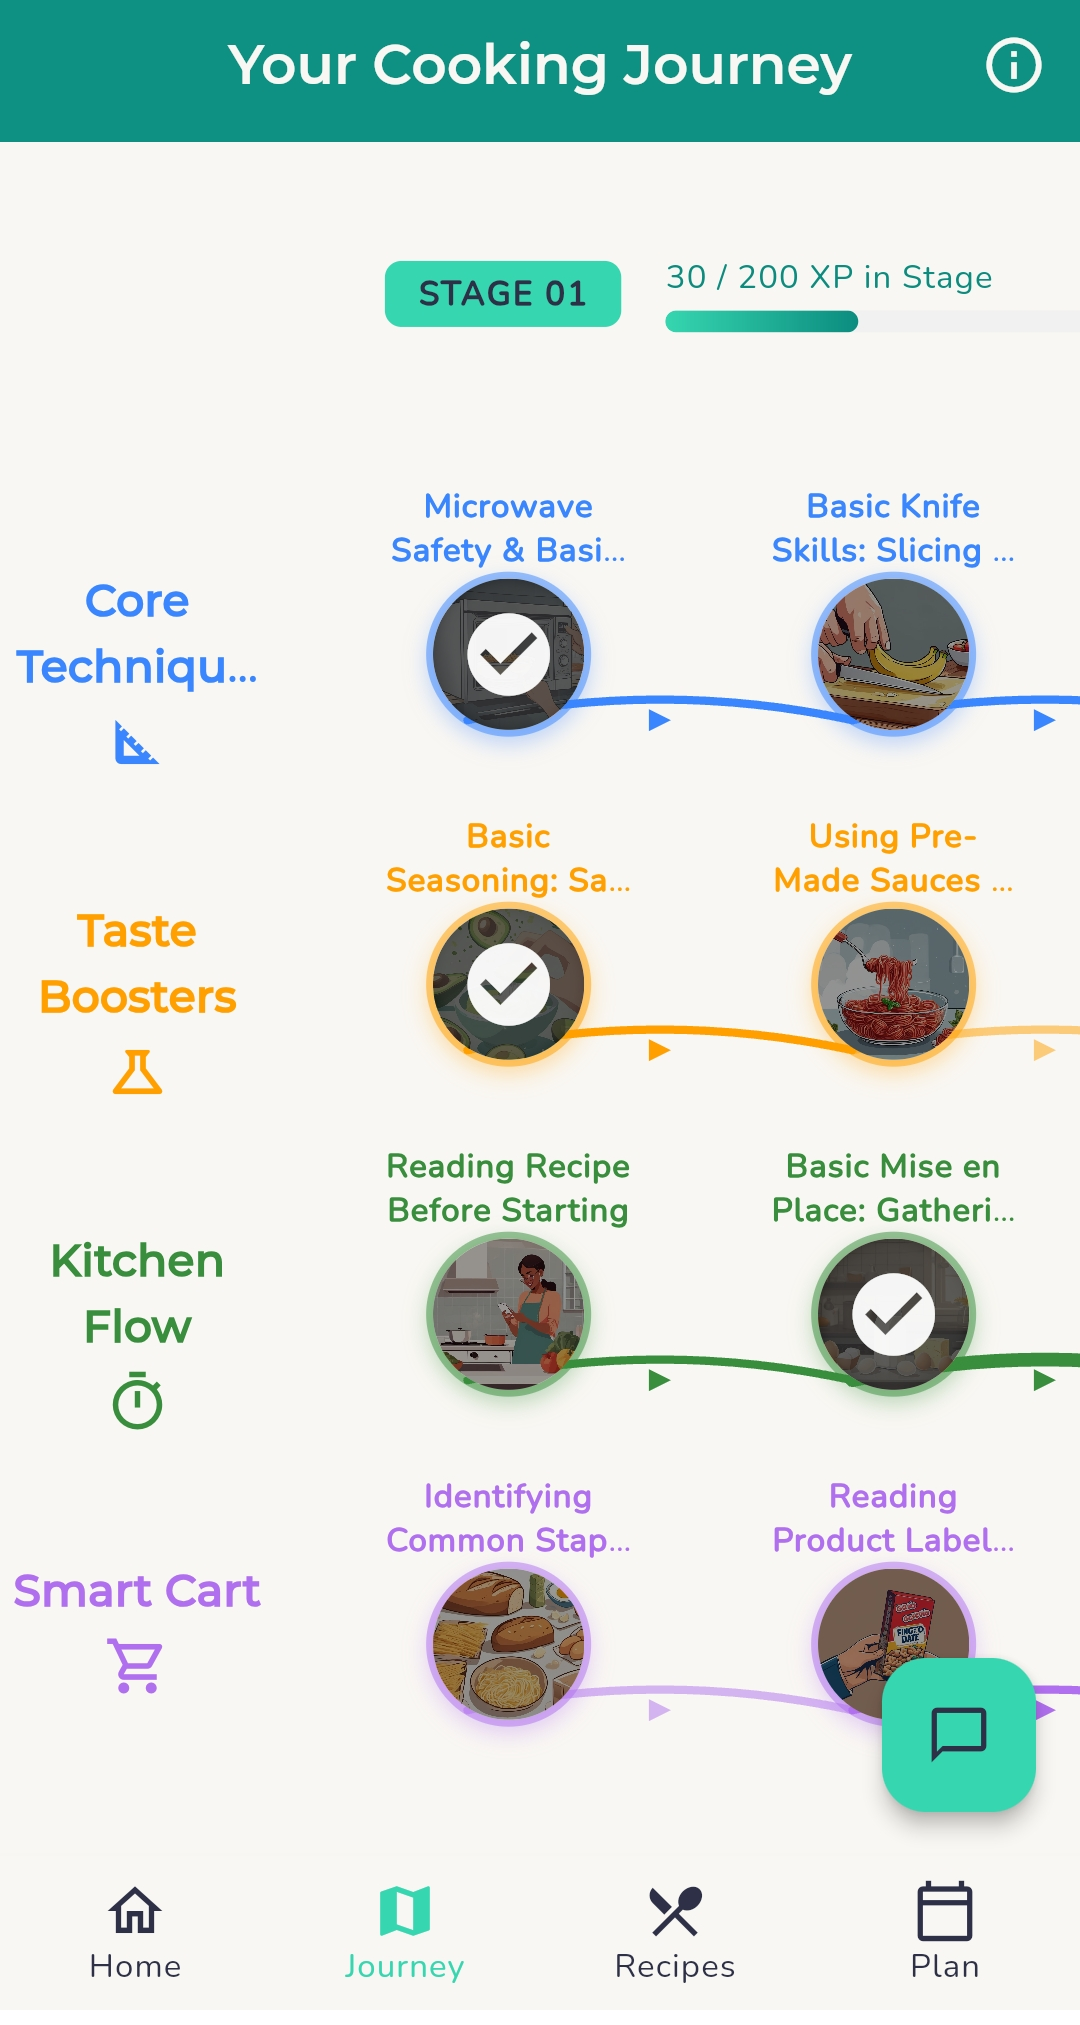 Your Cooking Journey
STAGE 01
30 / 200 XP in Stage
Core
Techniqu...
Microwave
Safety & Basi...
Basic Knife
Skills: Slicing ...
Taste
Boosters
Basic
Seasoning: Sa...
Using Pre-
Made Sauces ...
Kitchen
Flow
Reading Recipe
Before Starting
Basic Mise en
Place: Gatheri...
Smart Cart
Identifying
Common Stap...
Reading
Product Label...
FINGEO
DATE
Home
Journey
Recipes
Plan